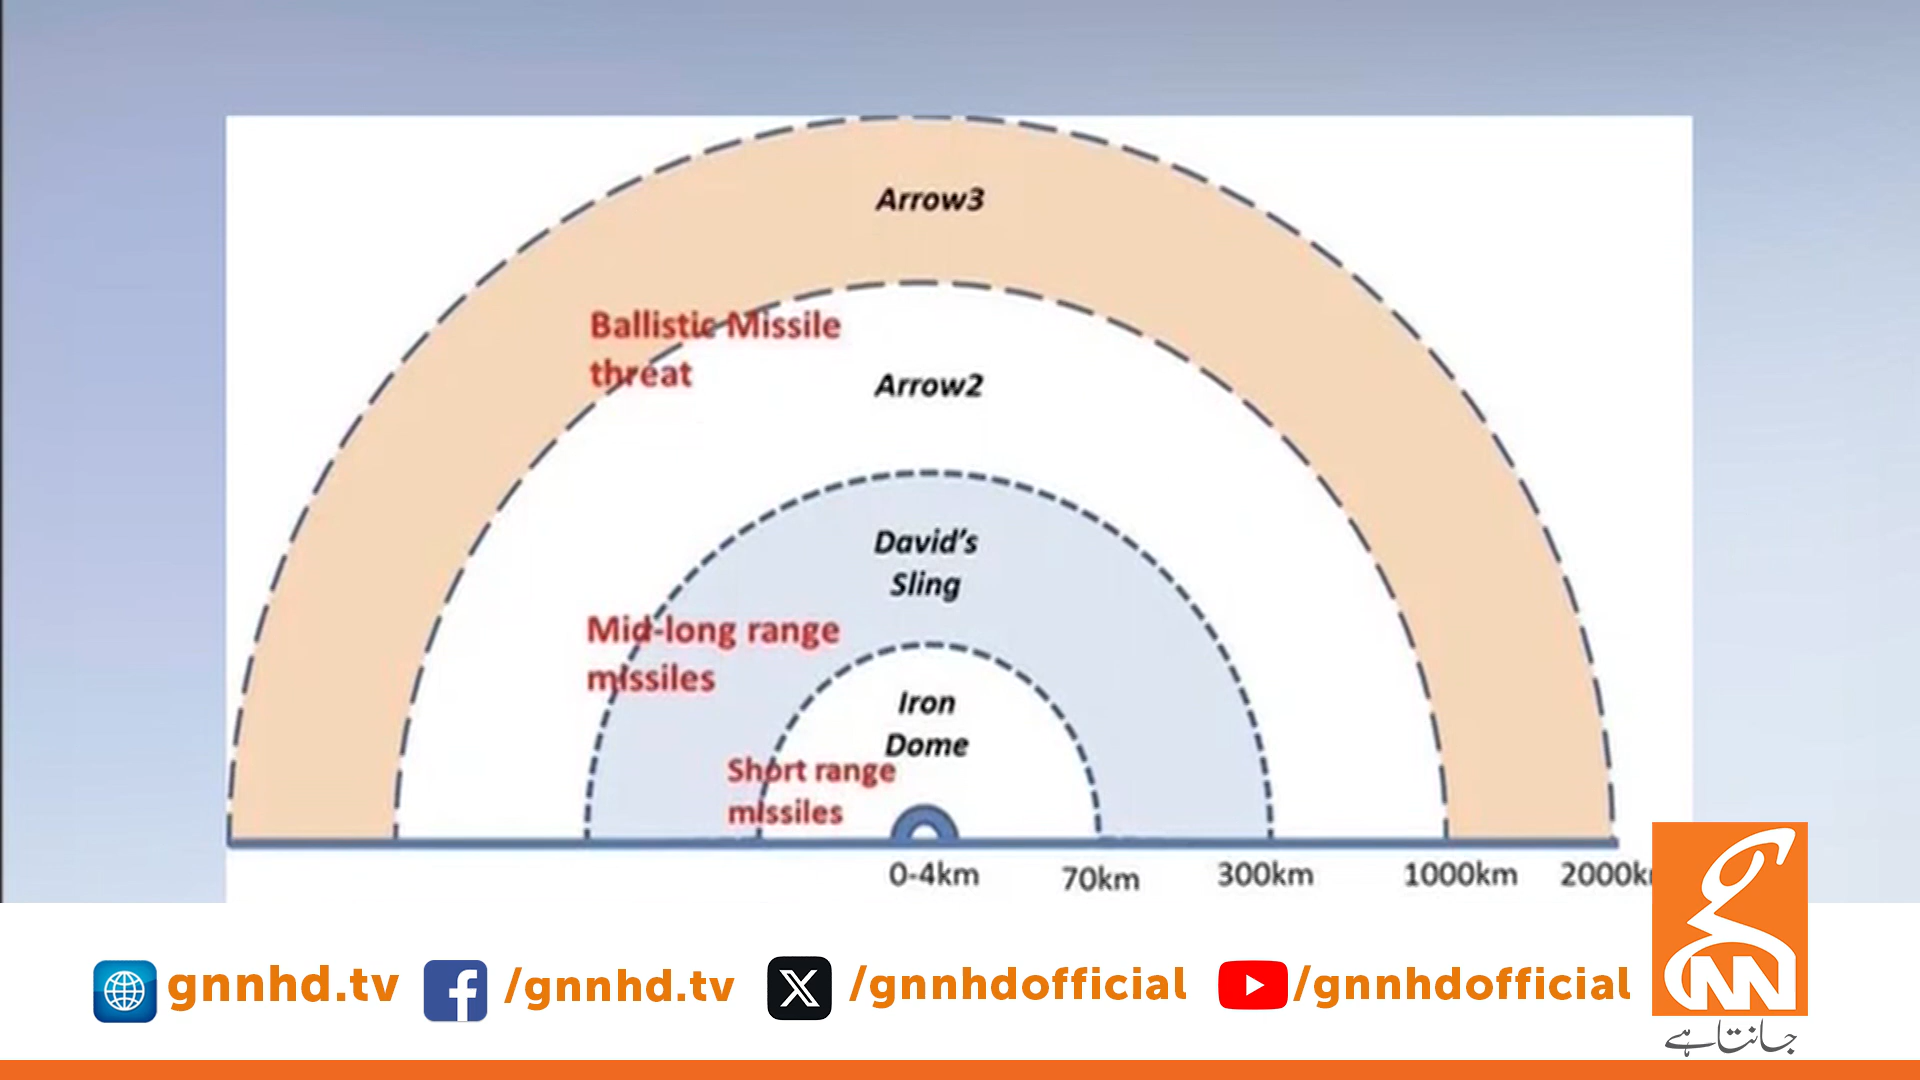 Arrow3
Ballistic Missile
threat
Arrow2
David's
Sling
Mid-long range
missiles
Iron
Dome
Short range
missiles
0-4km
70km
300km
1000km
2000k
gnnhd.tv
/gnnhd.tv
/gnnhdofficial
/gnnhdofficial
GNN
جانتا ہے